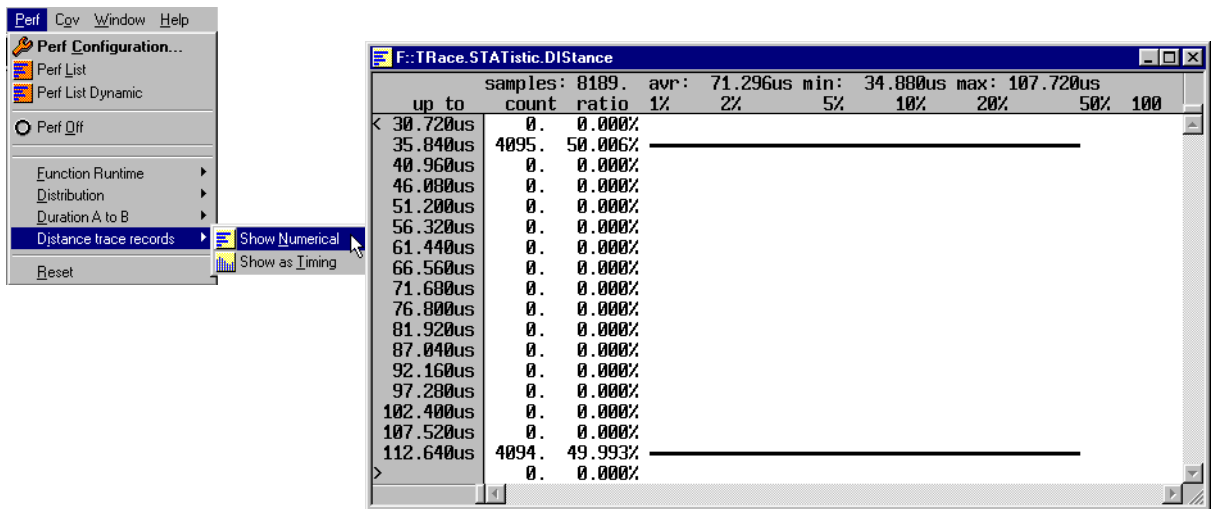 Perf Cov Window Help
Perf Configuration...
Perf List
Perf List Dynamic
Perf Off
Function Runtime
Distribution
Duration A to B
Distance trace records
Reset
Show Numerical
Show as Timing
F::TRace.STATistic.DIStance
samples: 8189. avr: 71.296us min: 34.880us max: 107.720us
up to count ratio 1% 2% 5% 10% 20% 50% 100
< 30.720us 0. 0.000%
35.840us 4095. 50.006%
40.960us 0. 0.000%
46.080us 0. 0.000%
51.200us 0. 0.000%
56.320us 0. 0.000%
61.440us 0. 0.000%
66.560us 0. 0.000%
71.680us 0. 0.000%
76.800us 0. 0.000%
81.920us 0. 0.000%
87.040us 0. 0.000%
92.160us 0. 0.000%
97.280us 0. 0.000%
102.400us 0. 0.000%
107.520us 0. 0.000%
112.640us 4094. 49.993%
> 0. 0.000%